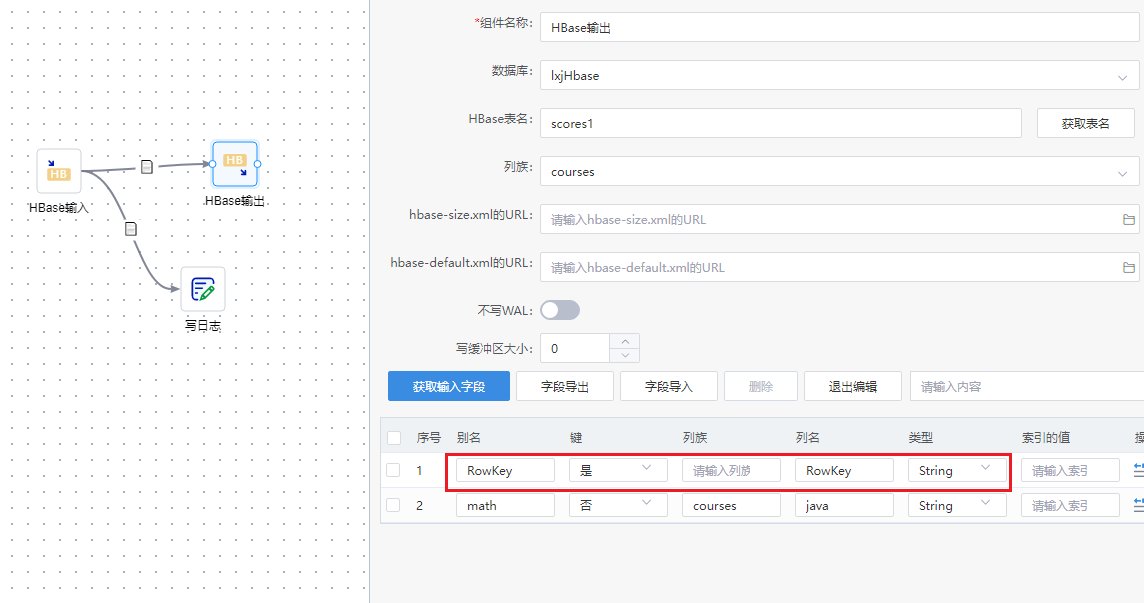 HB
HBase输入
HB
HBase输出
写日志
*组件名称:
HBase输出
数据库:
lxjHbase
HBase表名:
scores1
获取表名
列族:
courses
hbase-size.xml的URL:
请输入hbase-size.xml的URL
hbase-default.xml的URL:
请输入hbase-default.xml的URL
不写WAL:
写缓冲区大小:
0
获取输入字段 字段导出 字段导入 删除 退出编辑 请输入内容
序号 别名 键 列族 列名 类型 索引的值
1 RowKey 是 请输入列族 RowKey String 请输入索引
2 math 否 courses java String 请输入索引